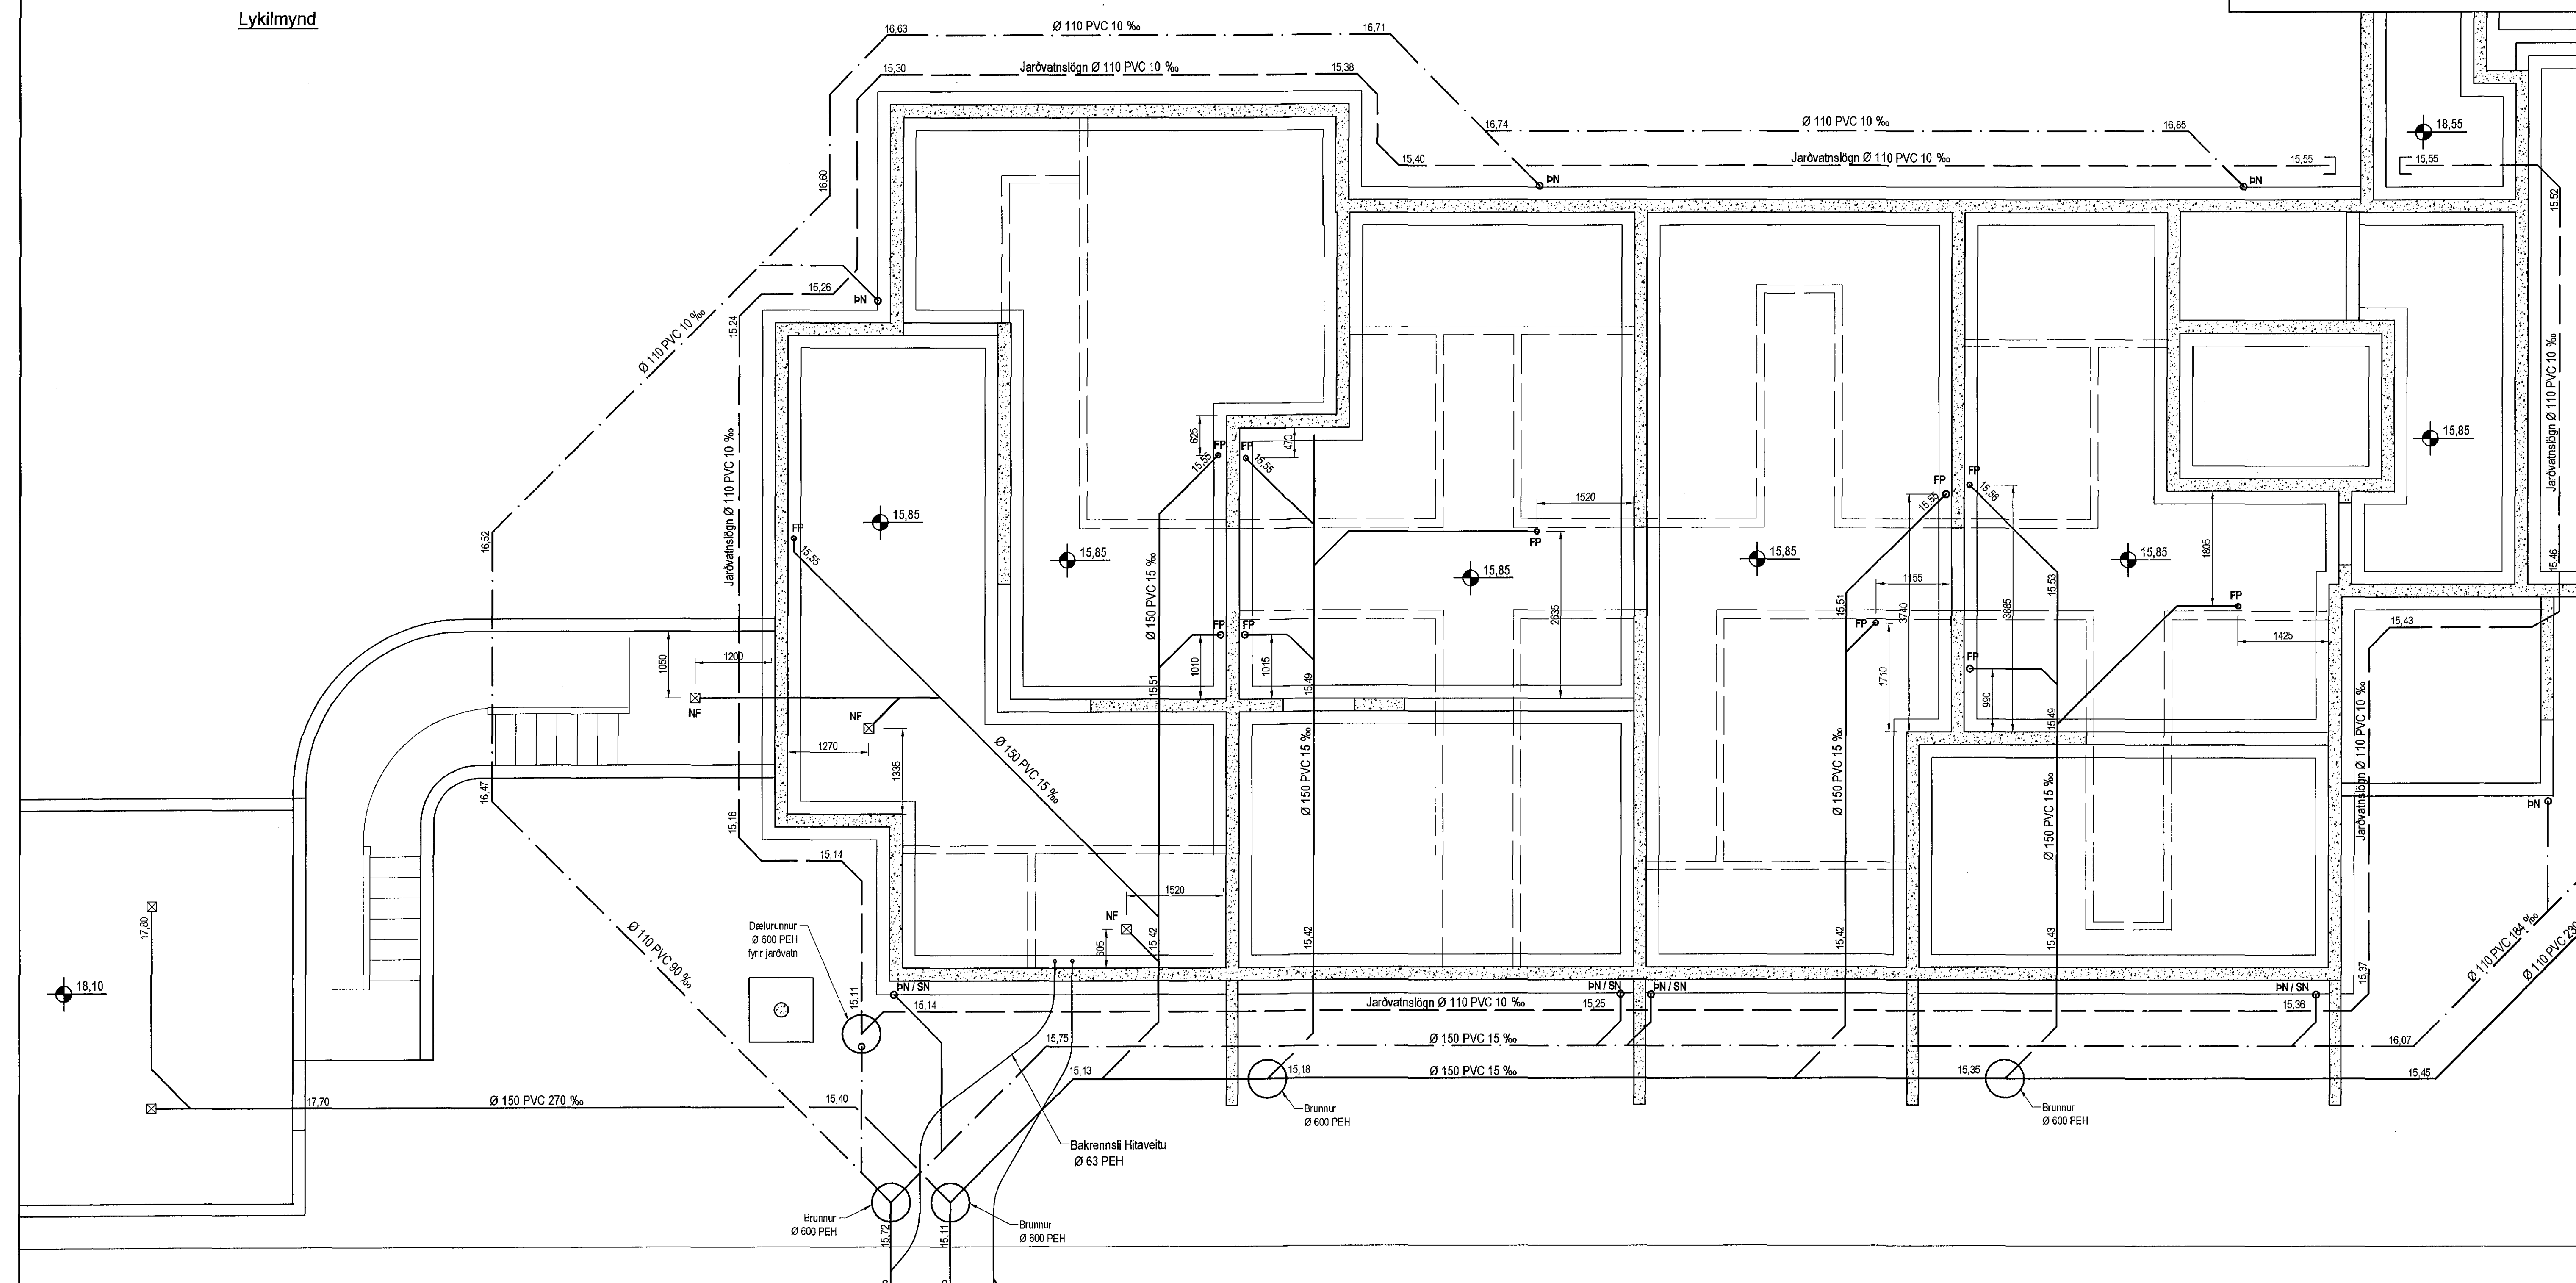 Lykilmynd
16,63
Ø 110 PVC 10 ‰
16,71
15,30
Jarðvatnslögn Ø 110 PVC 10 ‰
15,38
16,74
Ø 110 PVC 10 ‰
16,85
18,55
15,40
Jarðvatnslögn Ø 110 PVC 10 ‰
15,55
15,55
ÞN
ÞN
16,60
15,52
15,26
ÞN
15,24
Ø 110 PVC 10 ‰
Jarðvatnslögn Ø 110 PVC 10 ‰
Jarðvatnslögn Ø 110 PVC 10 ‰
625
470
FP
FP
15,55
15,55
15,85
FP
15,55
FP
15,56
1520
FP
15,85
16,52
FP
15,55
15,85
15,85
15,85
15,85
15,46
1805
15,53
1155
3740
3885
15,51
2635
Ø 150 PVC 15 ‰
FP
15,43
1425
FP
FP
FP
1050
1200
1010
1015
1710
FP
990
15,51
15,49
15,49
NF
NF
1270
1335
Ø 150 PVC 15 ‰
Ø 150 PVC 15 ‰
Ø 150 PVC 15 ‰
Ø 150 PVC 15 ‰
Jarðvatnslögn Ø 110 PVC 10 ‰
ÞN
16,47
15,16
15,14
1520
NF
605
15,42
15,42
15,42
15,43
17,80
Dælurunnur
Ø 600 PEH
fyrir jarðvatn
Ø 110 PVC 90 ‰
Ø 110 PVC 184 ‰
Ø 110 PVC 230
15,37
18,10
ÞN / SN
15,11
15,14
Jarðvatnslögn Ø 110 PVC 10 ‰
ÞN / SN
15,25
ÞN / SN
ÞN / SN
15,36
15,75
Ø 150 PVC 15 ‰
16,07
15,13
15,18
Ø 150 PVC 15 ‰
15,35
15,45
17,70
Ø 150 PVC 270 ‰
15,40
Brunnur
Ø 600 PEH
Brunnur
Ø 600 PEH
Bakrennsli Hitaveitu
Ø 63 PEH
Brunnur
Ø 600 PEH
Brunnur
Ø 600 PEH
15,72
15,11